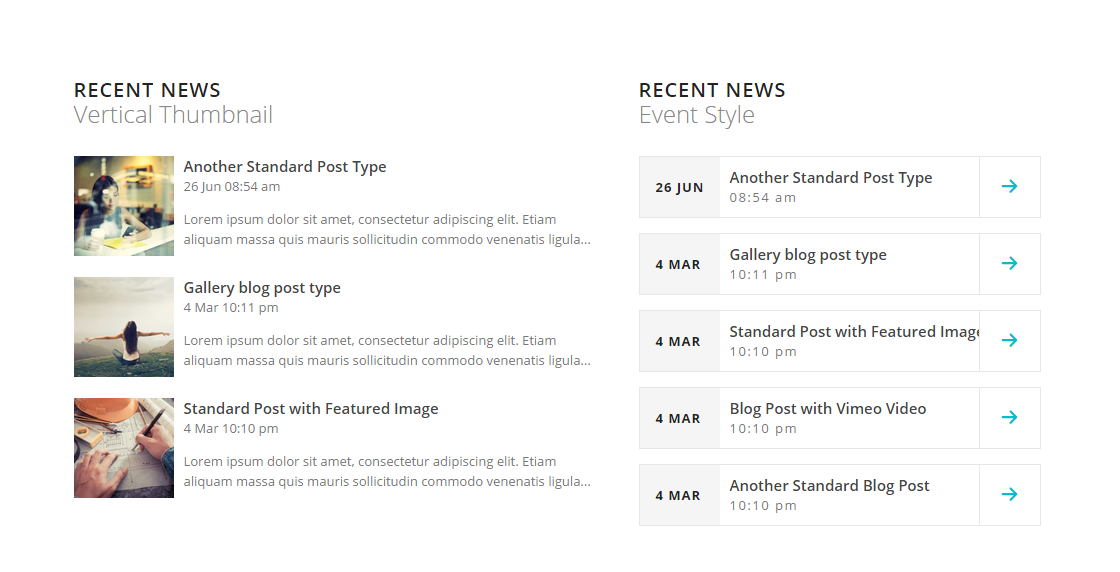 RECENT NEWS
Vertical Thumbnail
Another Standard Post Type
26 Jun 08:54 am
Lorem ipsum dolor sit amet, consectetur adipiscing elit. Etiam
aliquam massa quis mauris sollicitudin commodo venenatis ligula...
Gallery blog post type
4 Mar 10:11 pm
Lorem ipsum dolor sit amet, consectetur adipiscing elit. Etiam
aliquam massa quis mauris sollicitudin commodo venenatis ligula...
Standard Post with Featured Image
4 Mar 10:10 pm
Lorem ipsum dolor sit amet, consectetur adipiscing elit. Etiam
aliquam massa quis mauris sollicitudin commodo venenatis ligula...
RECENT NEWS
Event Style
26 JUN
Another Standard Post Type
08:54 am
4 MAR
Gallery blog post type
10:11 pm
4 MAR
Standard Post with Featured Image
10:10 pm
4 MAR
Blog Post with Vimeo Video
10:10 pm
4 MAR
Another Standard Blog Post
10:10 pm